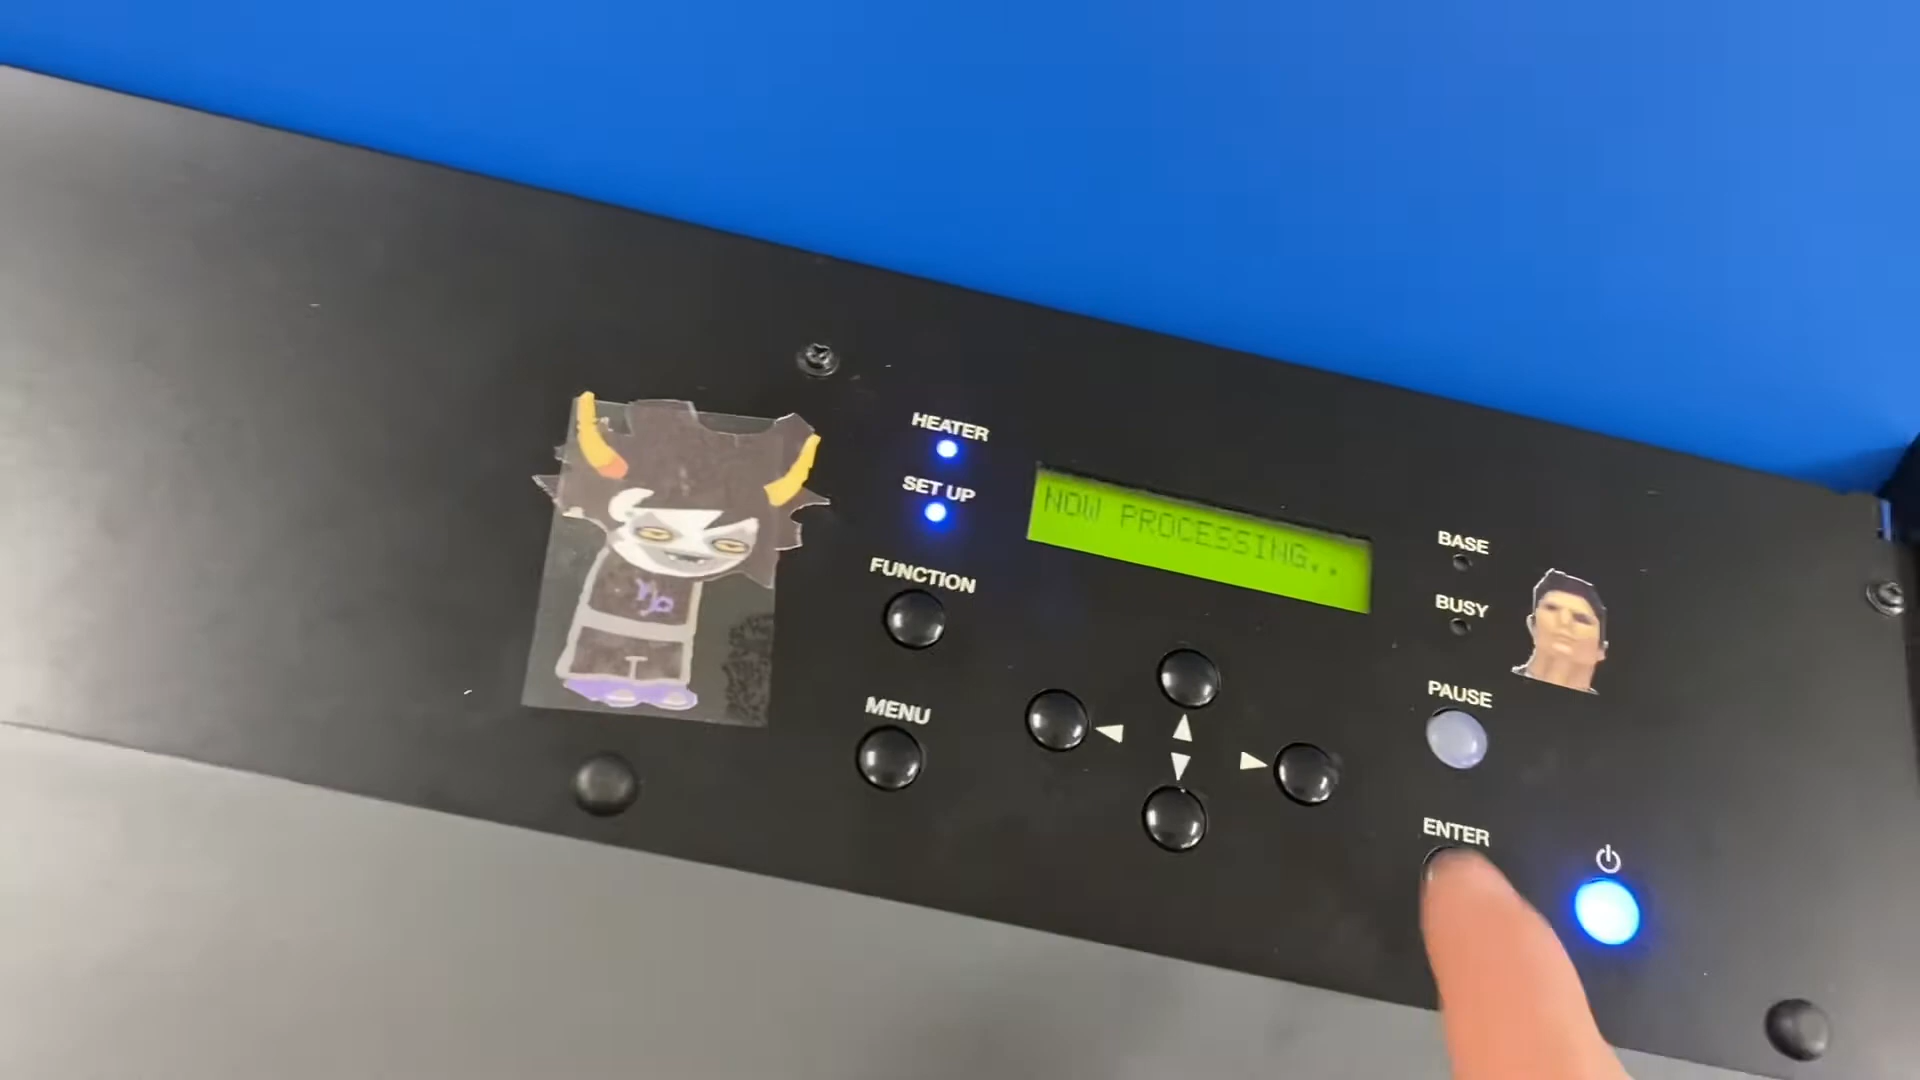 HEATER
SET UP
NOW PROCESSING..
FUNCTION
MENU
BASE
BUSY
PAUSE
ENTER